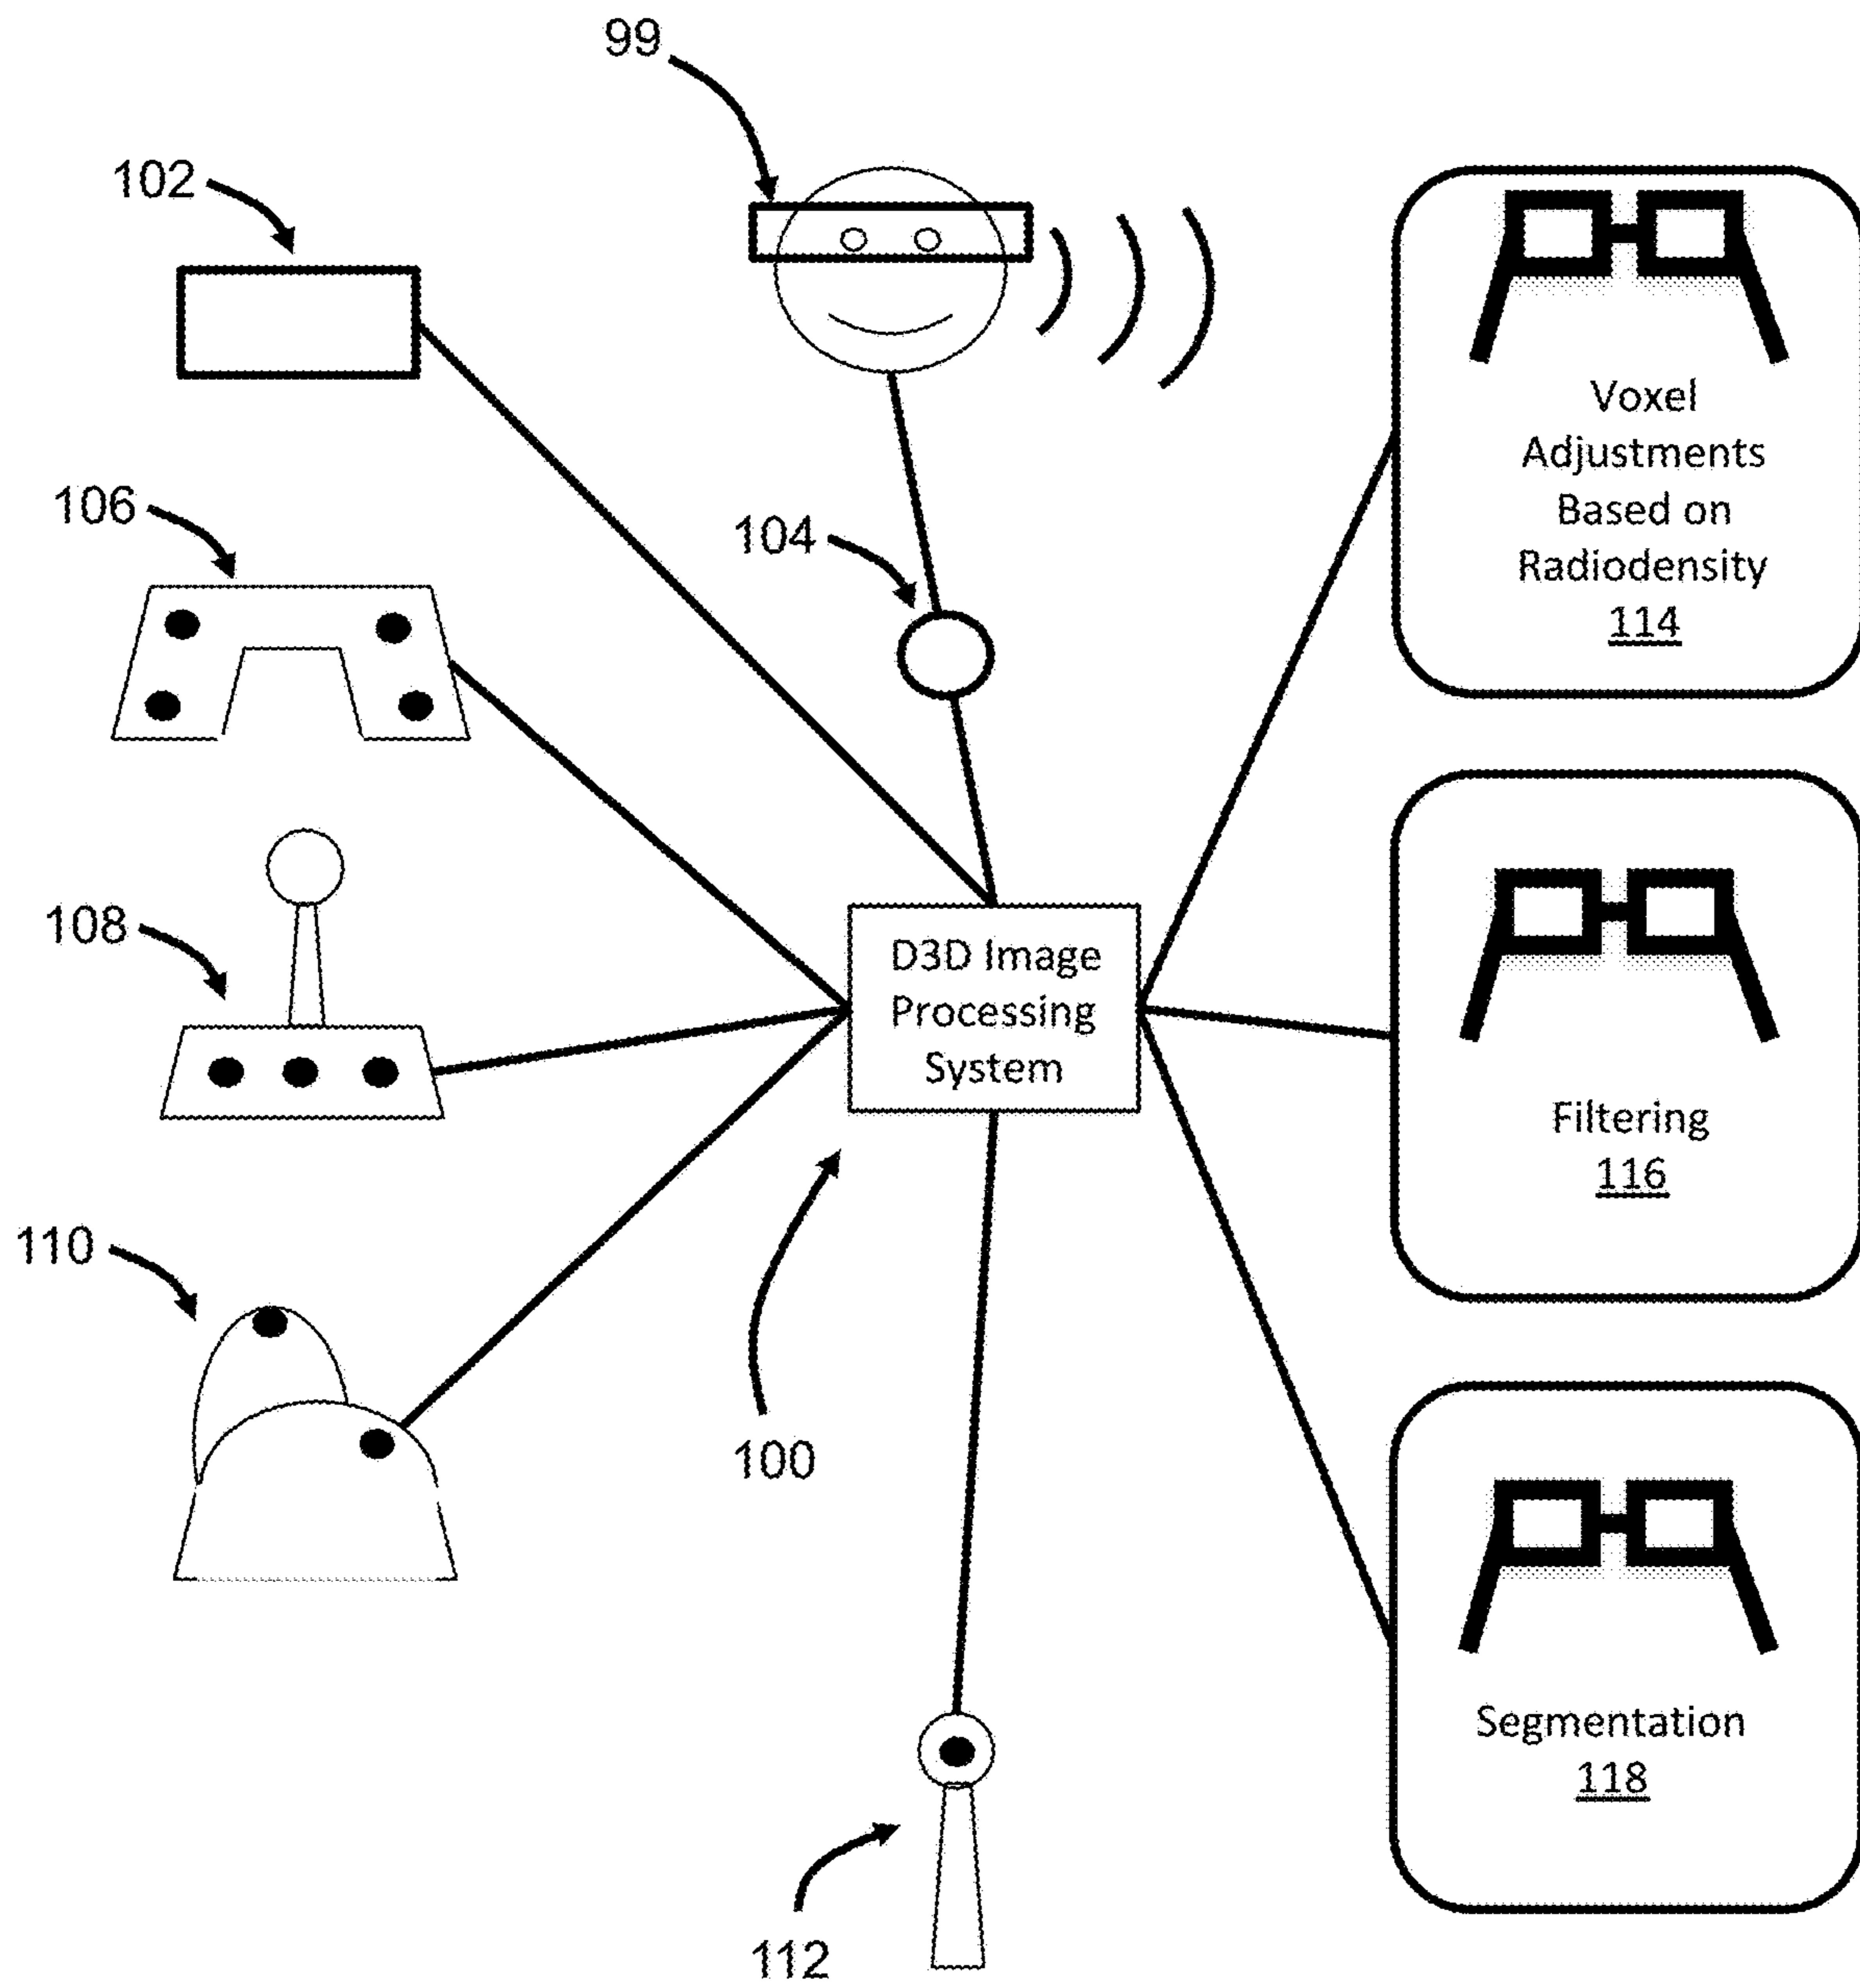 99
102
106
104
108
110
D3D Image
Processing
System
100
112
Voxel
Adjustments
Based on
Radiodensity
114
Filtering
116
Segmentation
118